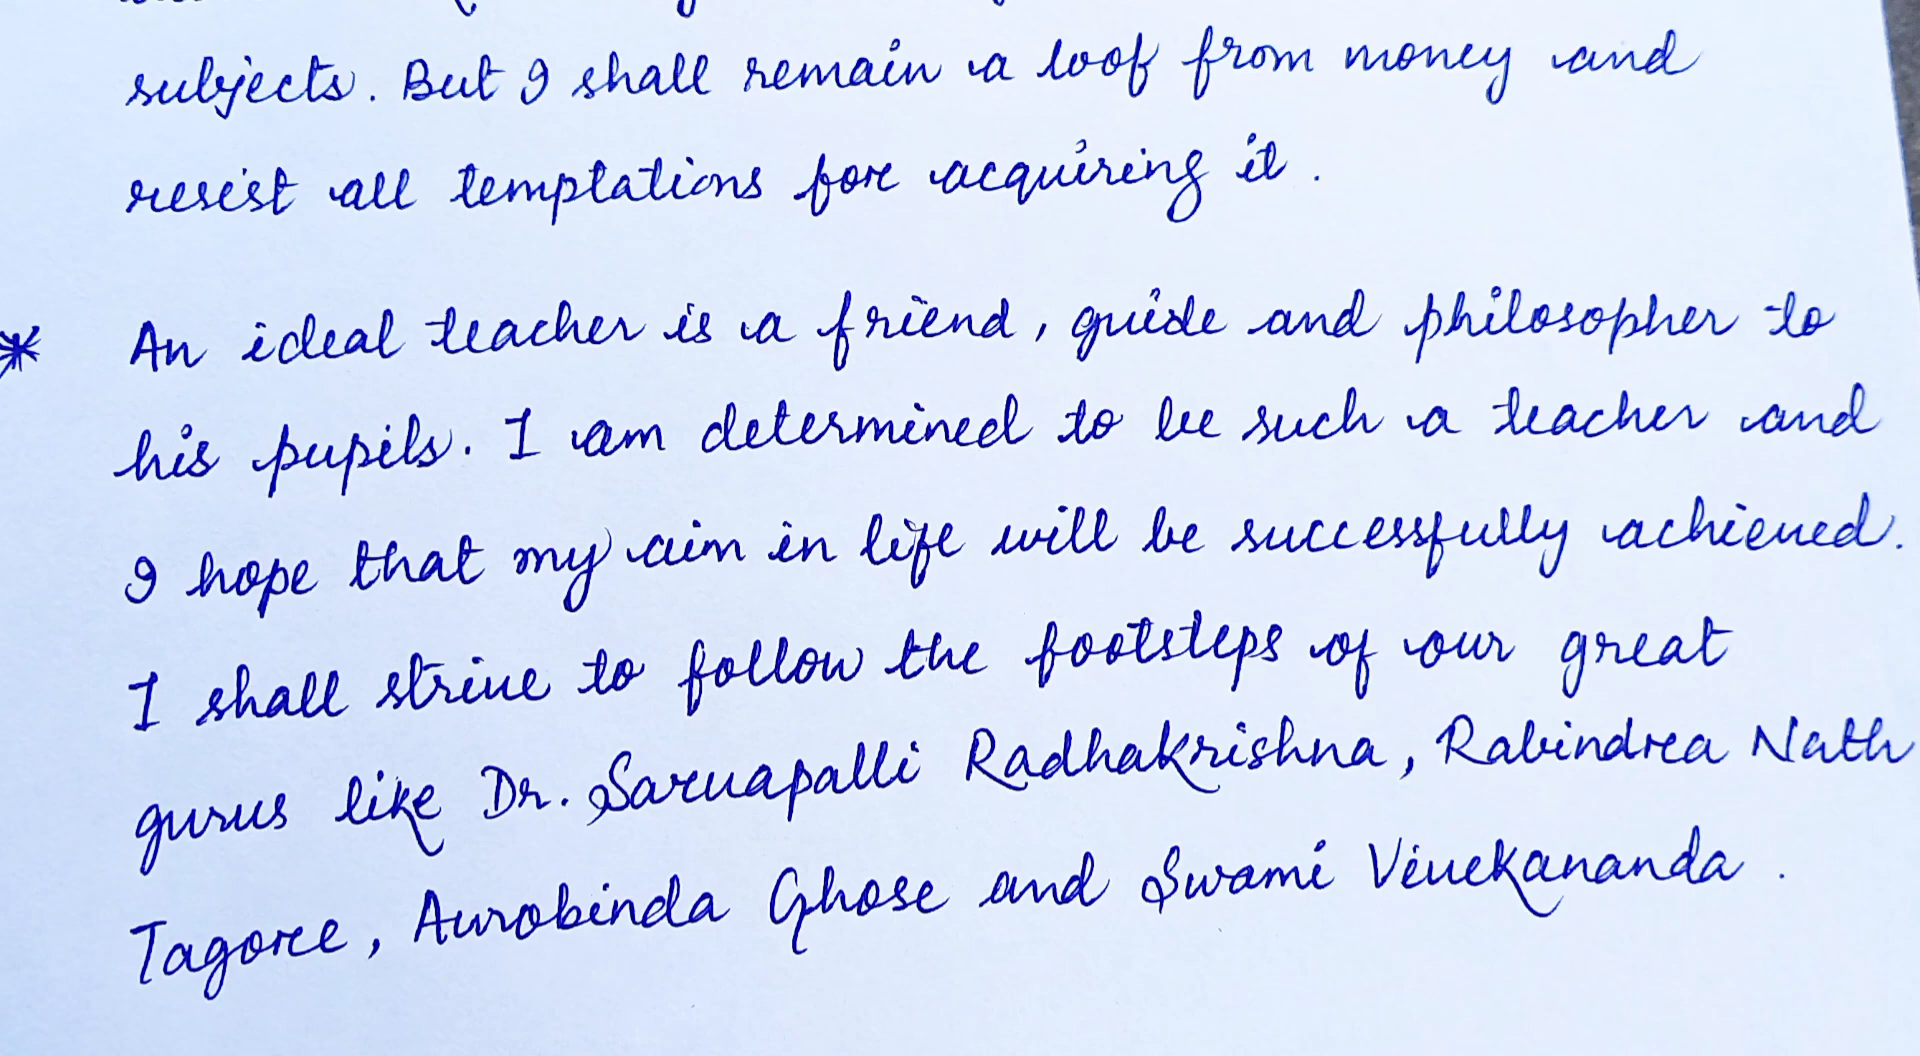 subjects. But I shall remain a loof from money and
resist all temptations for acquiring it.
* An ideal teacher is a friend, guide and philosopher to
his pupils. I am determined to be such a teacher and
I hope that my aim in life will be successfully achieved.
I shall strive to follow the footsteps of our great
gurus like Dr. Sarvapalli Radhakrishna, Rabindra Nath
Tagore, Aurobinda Ghose and Swami Vivekananda.